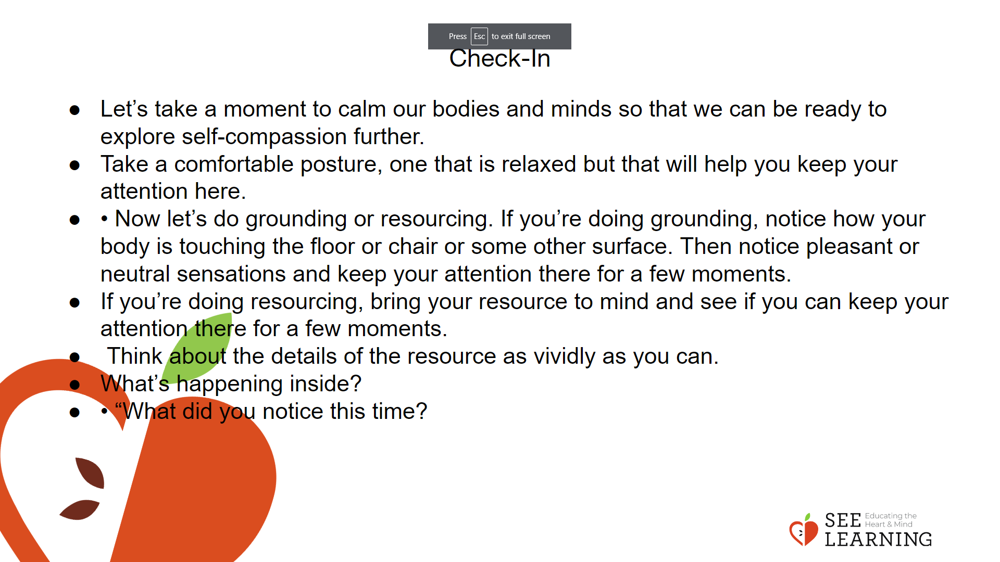 Press Esc to exit full screen
Check-In
● Let’s take a moment to calm our bodies and minds so that we can be ready to
explore self-compassion further.
● Take a comfortable posture, one that is relaxed but that will help you keep your
attention here.
● • Now let’s do grounding or resourcing. If you’re doing grounding, notice how your
body is touching the floor or chair or some other surface. Then notice pleasant or
neutral sensations and keep your attention there for a few moments.
● If you’re doing resourcing, bring your resource to mind and see if you can keep your
attention there for a few moments.
● Think about the details of the resource as vividly as you can.
● What’s happening inside?
● • “What did you notice this time?
SEE
Educating the
Heart & Mind
LEARNING